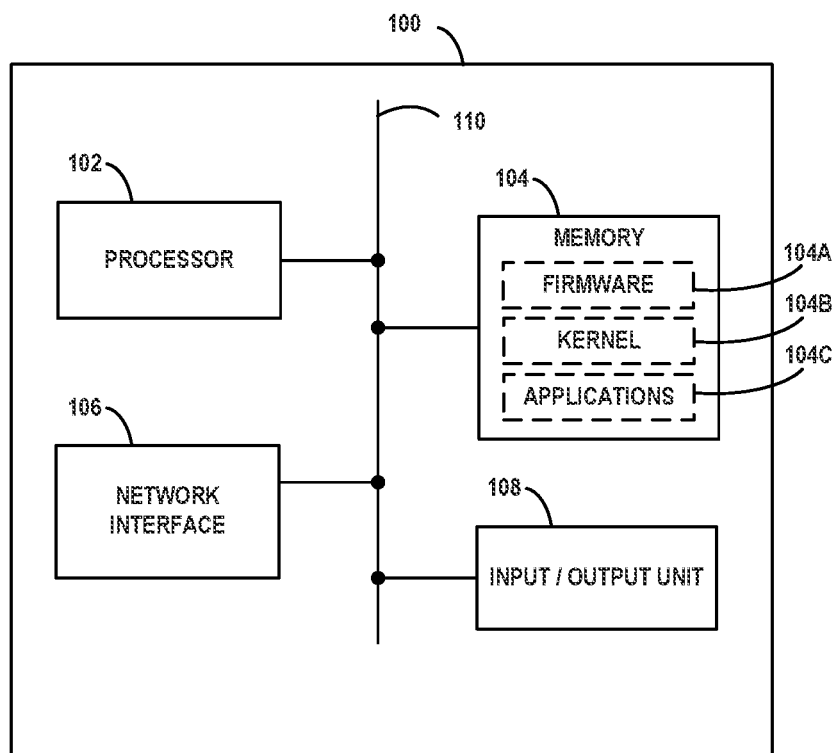 100
110
102
PROCESSOR
104
MEMORY
FIRMWARE
104A
KERNEL
104B
APPLICATIONS
104C
106
NETWORK
INTERFACE
108
INPUT / OUTPUT UNIT